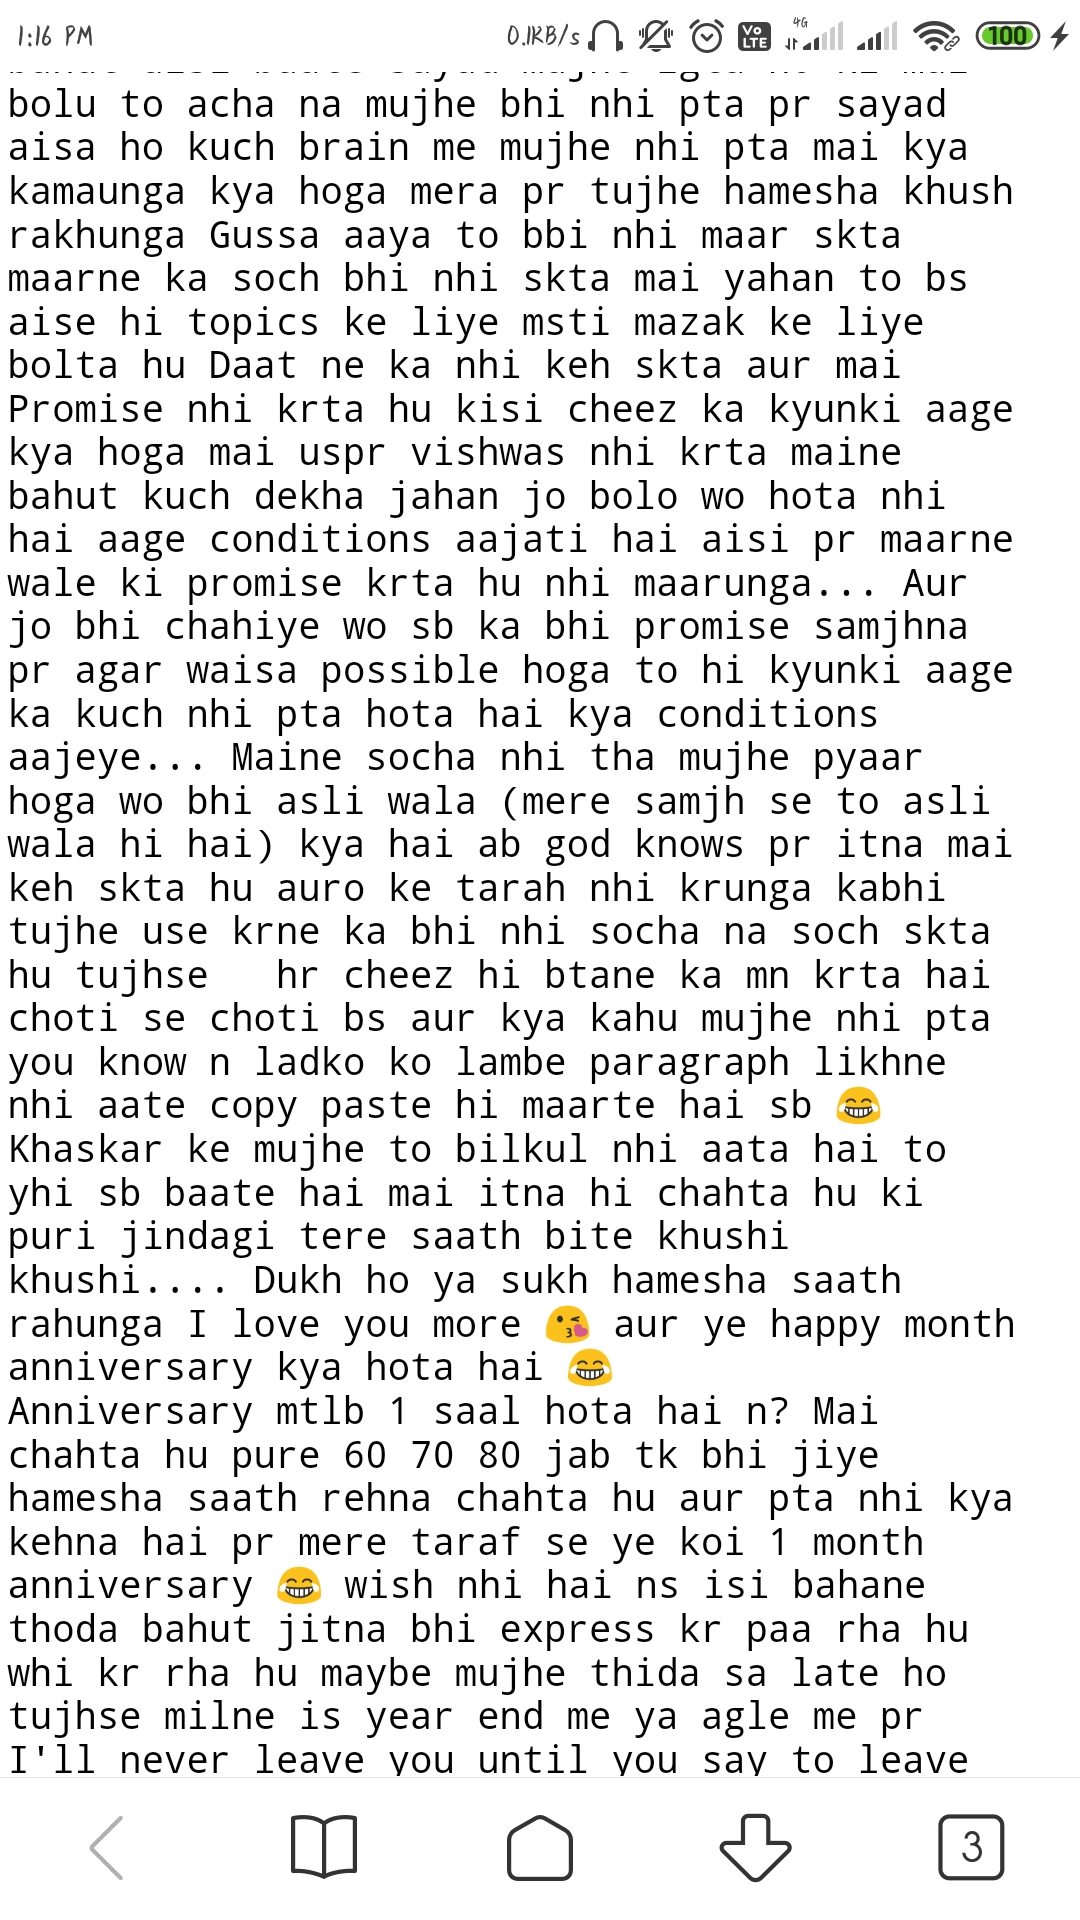 1:16 PM 0.1KB/s Vo LTE 4G 100
bolu to acha na mujhe bhi nhi pta pr sayad
aisa ho kuch brain me mujhe nhi pta mai kya
kamaunga kya hoga mera pr tujhe hamesha khush
rakhunga Gussa aaya to bbi nhi maar skta
maarne ka soch bhi nhi skta mai yahan to bs
aise hi topics ke liye msti mazak ke liye
bolta hu Daat ne ka nhi keh skta aur mai
Promise nhi krta hu kisi cheez ka kyunki aage
kya hoga mai uspr vishwas nhi krta maine
bahut kuch dekha jahan jo bolo wo hota nhi
hai aage conditions aajati hai aisi pr maarne
wale ki promise krta hu nhi maarunga... Aur
jo bhi chahiye wo sb ka bhi promise samjhna
pr agar waisa possible hoga to hi kyunki aage
ka kuch nhi pta hota hai kya conditions
aajeye... Maine socha nhi tha mujhe pyaar
hoga wo bhi asli wala (mere samjh se to asli
wala hi hai) kya hai ab god knows pr itna mai
keh skta hu auro ke tarah nhi krunga kabhi
tujhe use krne ka bhi nhi socha na soch skta
hu tujhse   hr cheez hi btane ka mn krta hai
choti se choti bs aur kya kahu mujhe nhi pta
you know n ladko ko lambe paragraph likhne
nhi aate copy paste hi maarte hai sb 😂
Khaskar ke mujhe to bilkul nhi aata hai to
yhi sb baate hai mai itna hi chahta hu ki
puri jindagi tere saath bite khushi
khushi.... Dukh ho ya sukh hamesha saath
rahunga I love you more 😘 aur ye happy month
anniversary kya hota hai 😂
Anniversary mtlb 1 saal hota hai n? Mai
chahta hu pure 60 70 80 jab tk bhi jiye
hamesha saath rehna chahta hu aur pta nhi kya
kehna hai pr mere taraf se ye koi 1 month
anniversary 😂 wish nhi hai ns isi bahane
thoda bahut jitna bhi express kr paa rha hu
whi kr rha hu maybe mujhe thida sa late ho
tujhse milne is year end me ya agle me pr
I'll never leave you until you say to leave
3